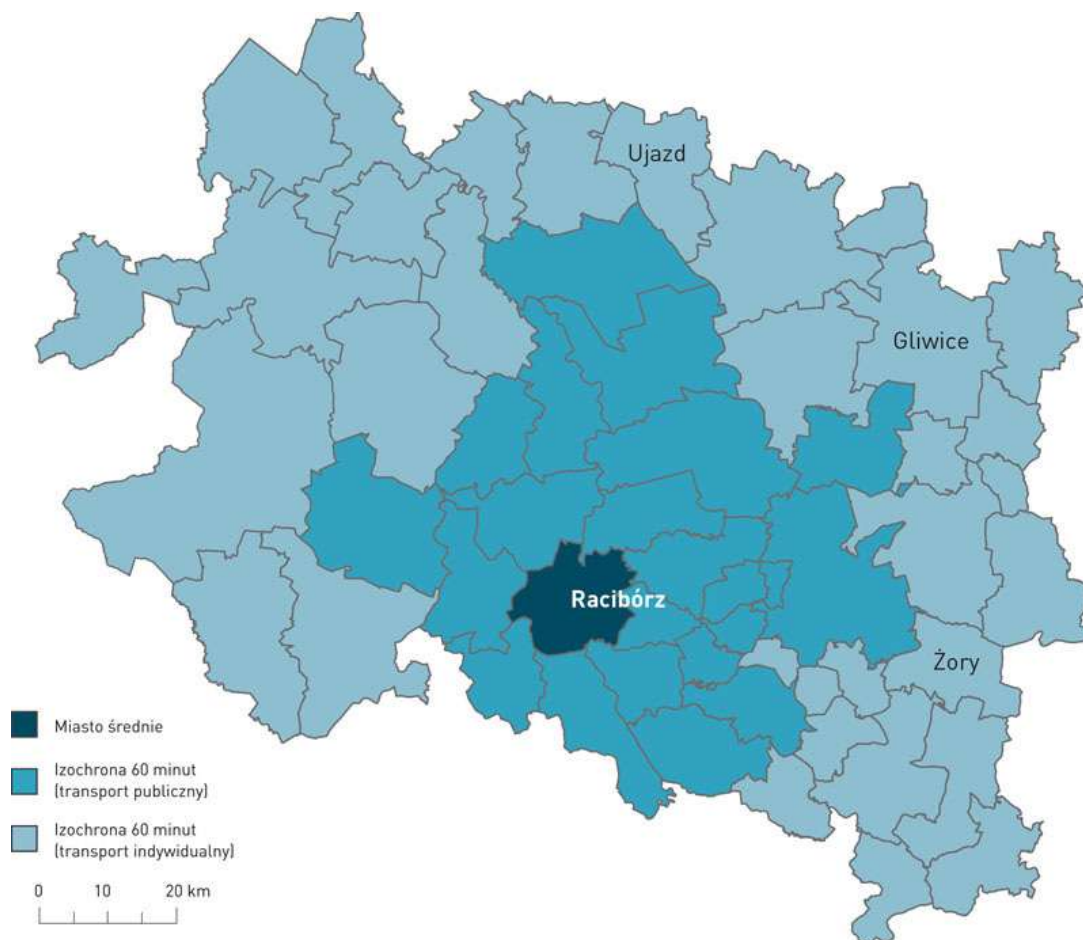 Ujazd
Gliwice
Racibórz
Żory
Miasto średnie
Izochrona 60 minut
(transport publiczny)
Izochrona 60 minut
(transport indywidualny)
0 10 20 km